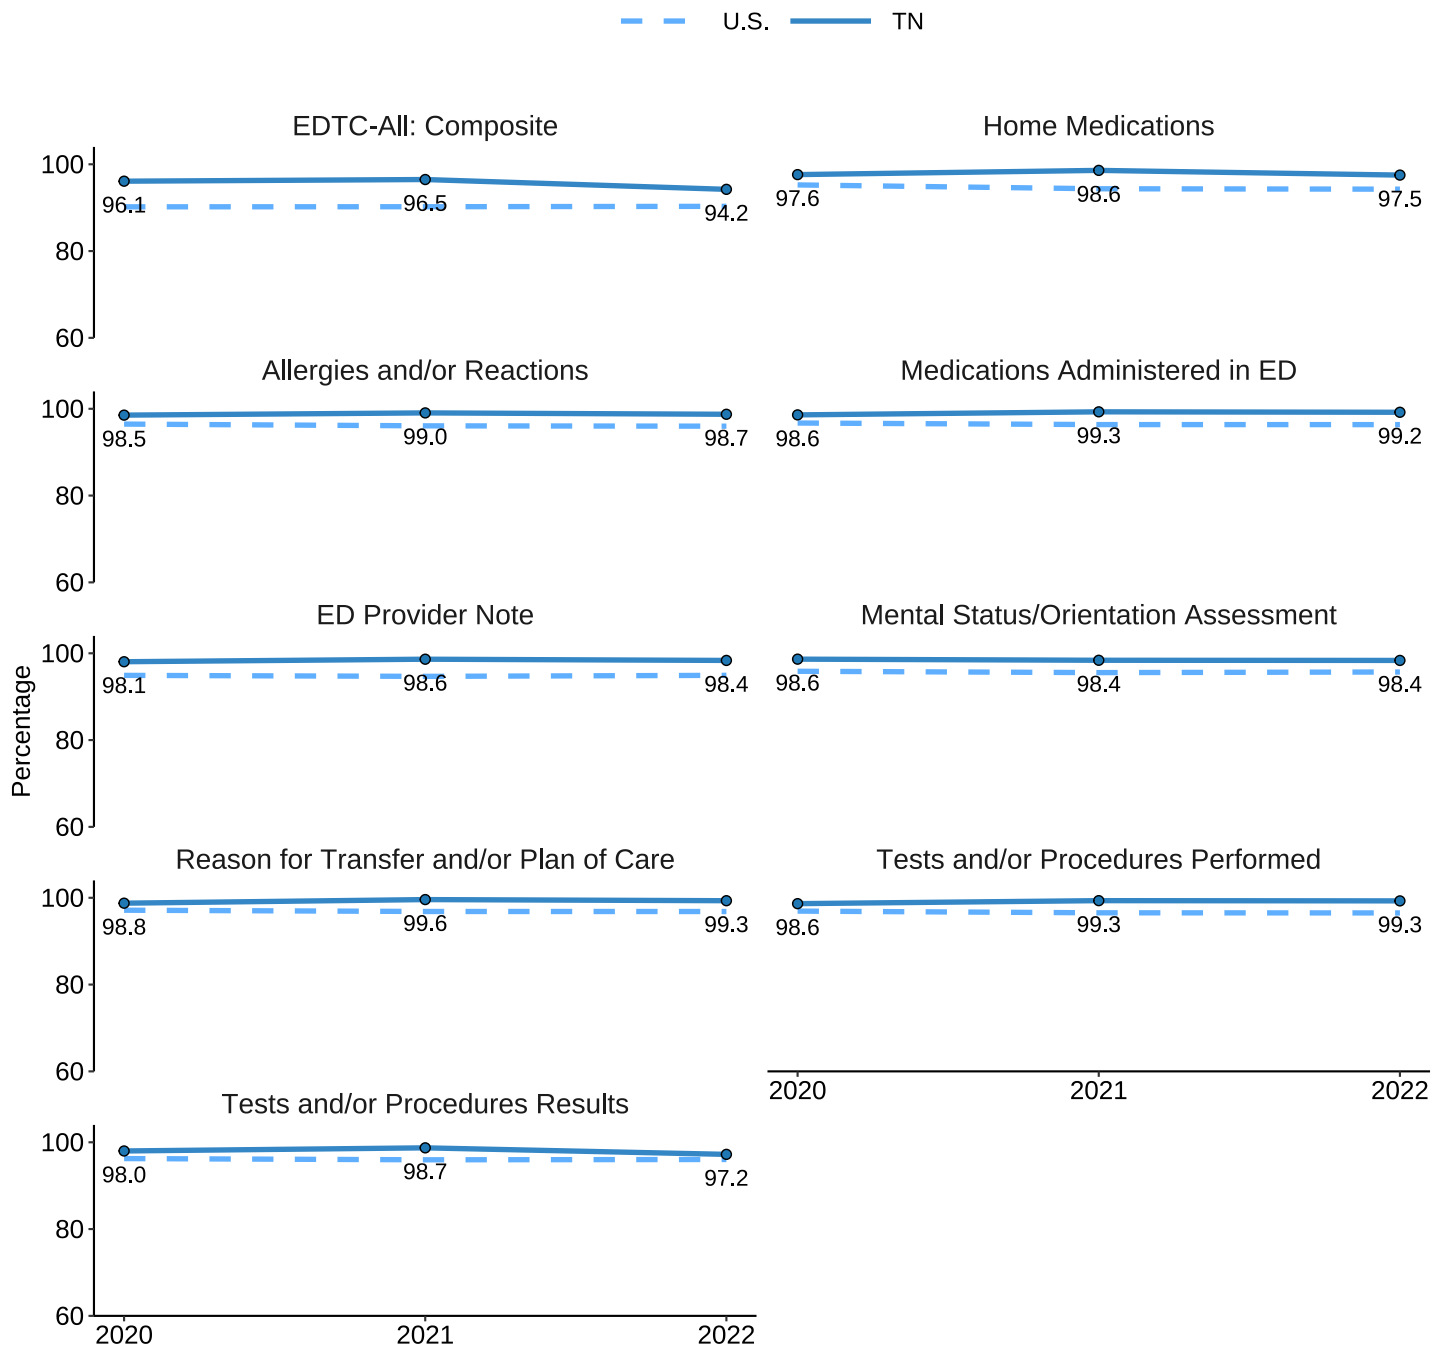 U.S. TN
EDTC-All: Composite
Home Medications
100
80
60
96.1 96.5 94.2
97.6 98.6 97.5
Allergies and/or Reactions
Medications Administered in ED
100
80
60
98.5 99.0 98.7
98.6 99.3 99.2
ED Provider Note
Mental Status/Orientation Assessment
Percentage
100
80
60
98.1 98.6 98.4
98.6 98.4 98.4
Reason for Transfer and/or Plan of Care
Tests and/or Procedures Performed
100
80
60
98.8 99.6 99.3
98.6 99.3 99.3
2020 2021 2022
Tests and/or Procedures Results
100
80
60
98.0 98.7 97.2
2020 2021 2022